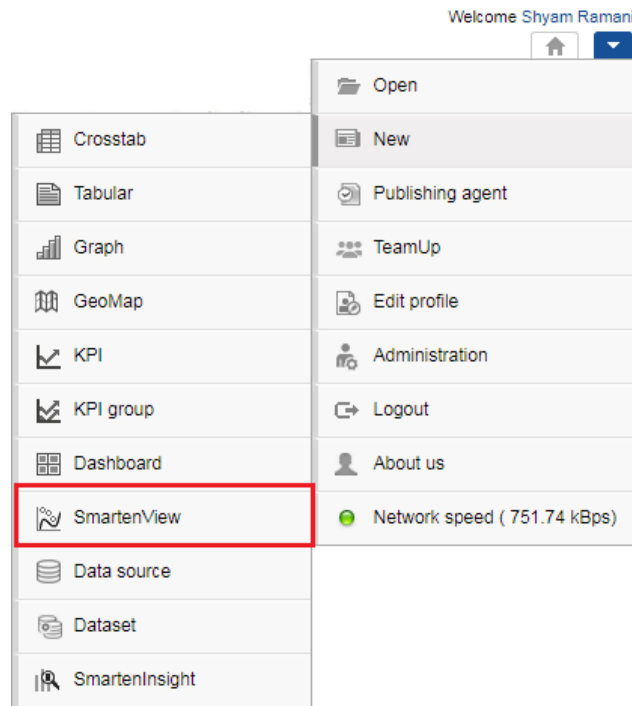 Welcome Shyam Ramani
Open
New
Publishing agent
TeamUp
Edit profile
Administration
Logout
About us
Network speed ( 751.74 kBps)
Crosstab
Tabular
Graph
GeoMap
KPI
KPI group
Dashboard
SmartenView
Data source
Dataset
SmartenInsight